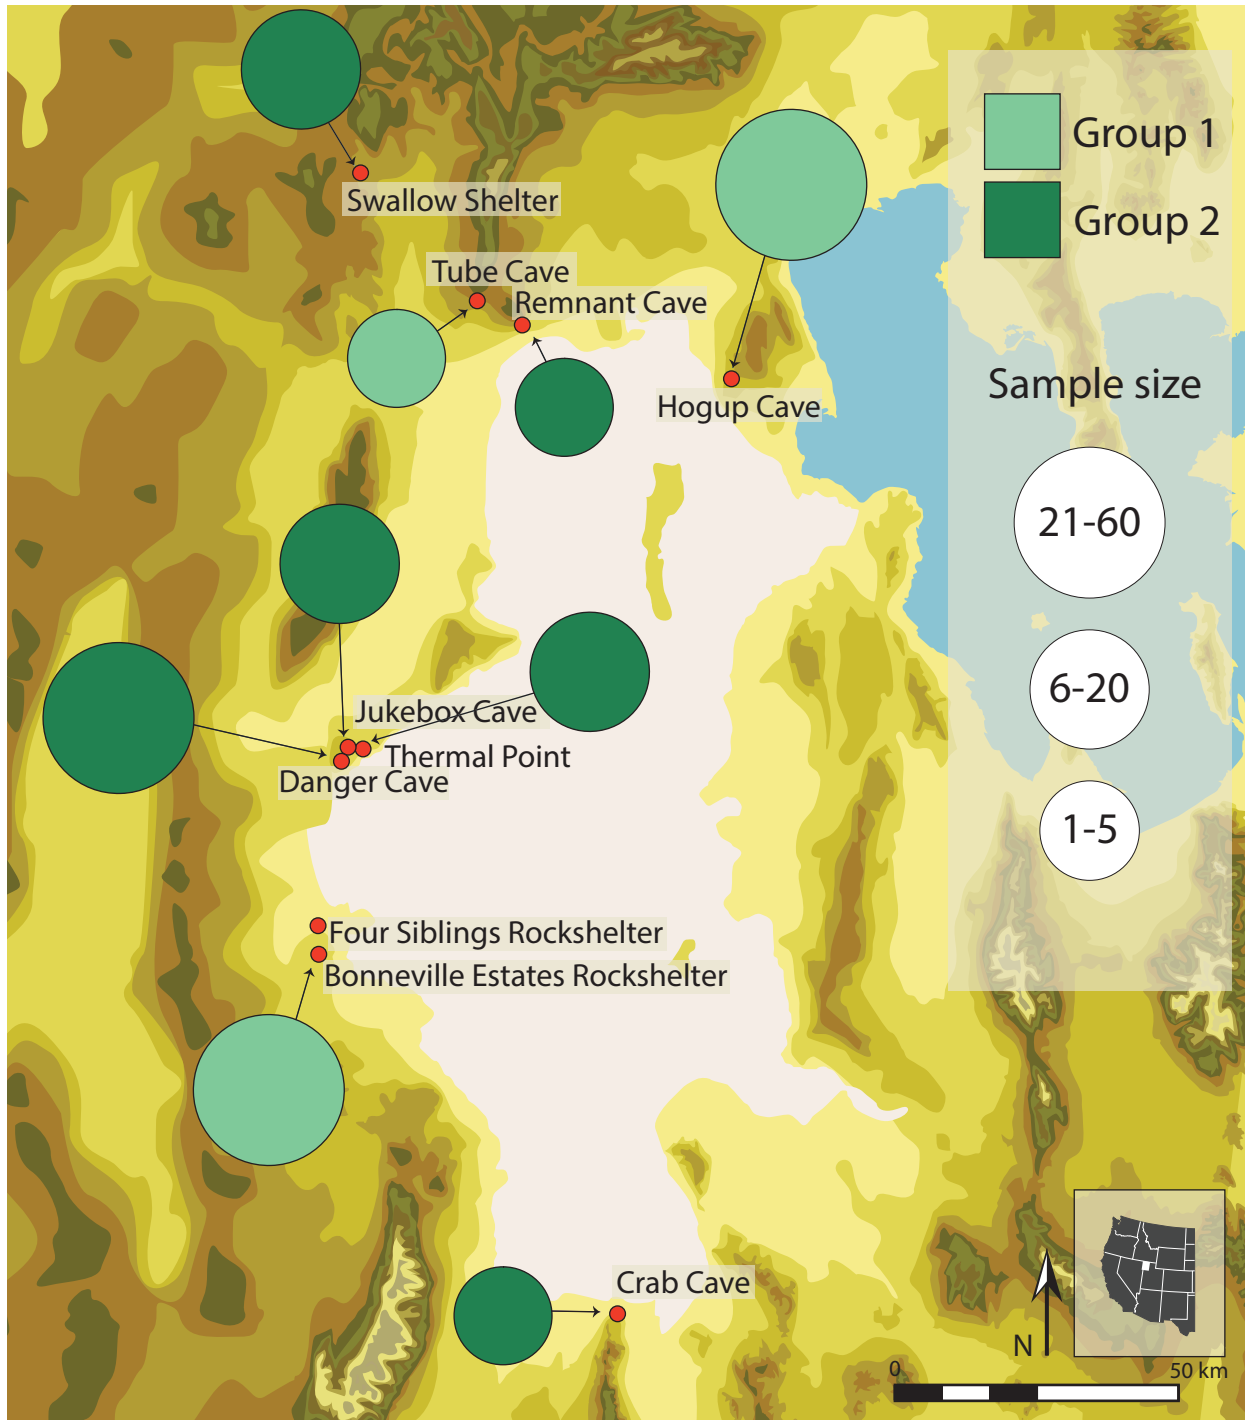 Group 1
Group 2
Swallow Shelter
Tube Cave
Remnant Cave
Hogup Cave
Sample size
21-60
6-20
1-5
Jukebox Cave
Thermal Point
Danger Cave
Four Siblings Rockshelter
Bonneville Estates Rockshelter
Crab Cave
N
0
50 km